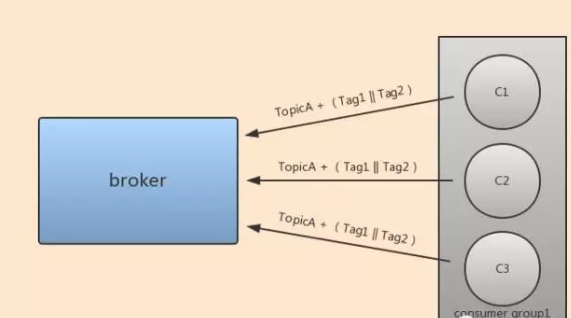 TopicA + ( Tag1 || Tag2 )
C1
broker
TopicA + ( Tag1 || Tag2 )
C2
TopicA + ( Tag1 || Tag2 )
C3
consumer group1